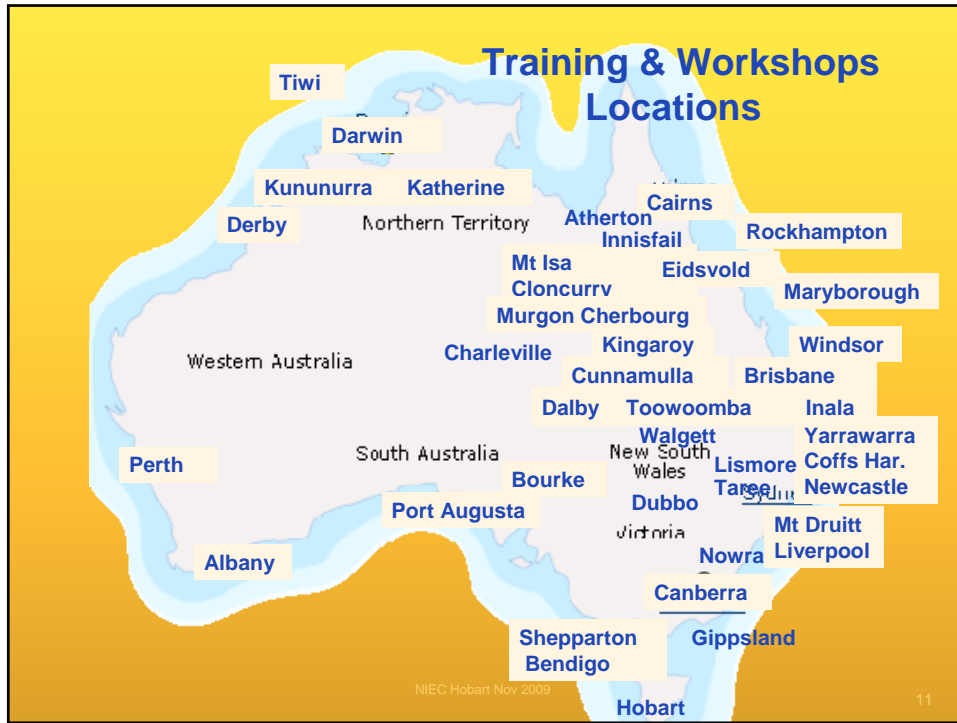 Training & Workshops
Locations
Tiwi
Darwin
Kununurra
Katherine
Cairns
Derby
Northern Territory
Atherton
Innisfail
Rockhampton
Mt Isa
Cloncurry
Eidsvold
Maryborough
Murgon Cherbourg
Charleville
Kingaroy
Windsor
Western Australia
Cunnamulla
Brisbane
Dalby
Toowoomba
Inala
Walgett
Yarrawarra
Coffs Har.
Newcastle
South Australia
New South
Wales
Perth
Bourke
Lismore
Taree
Dubbo
Port Augusta
Victoria
Mt Druitt
Liverpool
Nowra
Albany
Canberra
Shepparton
Bendigo
Gippsland
NIEC Hobart Nov 2009
Hobart
11